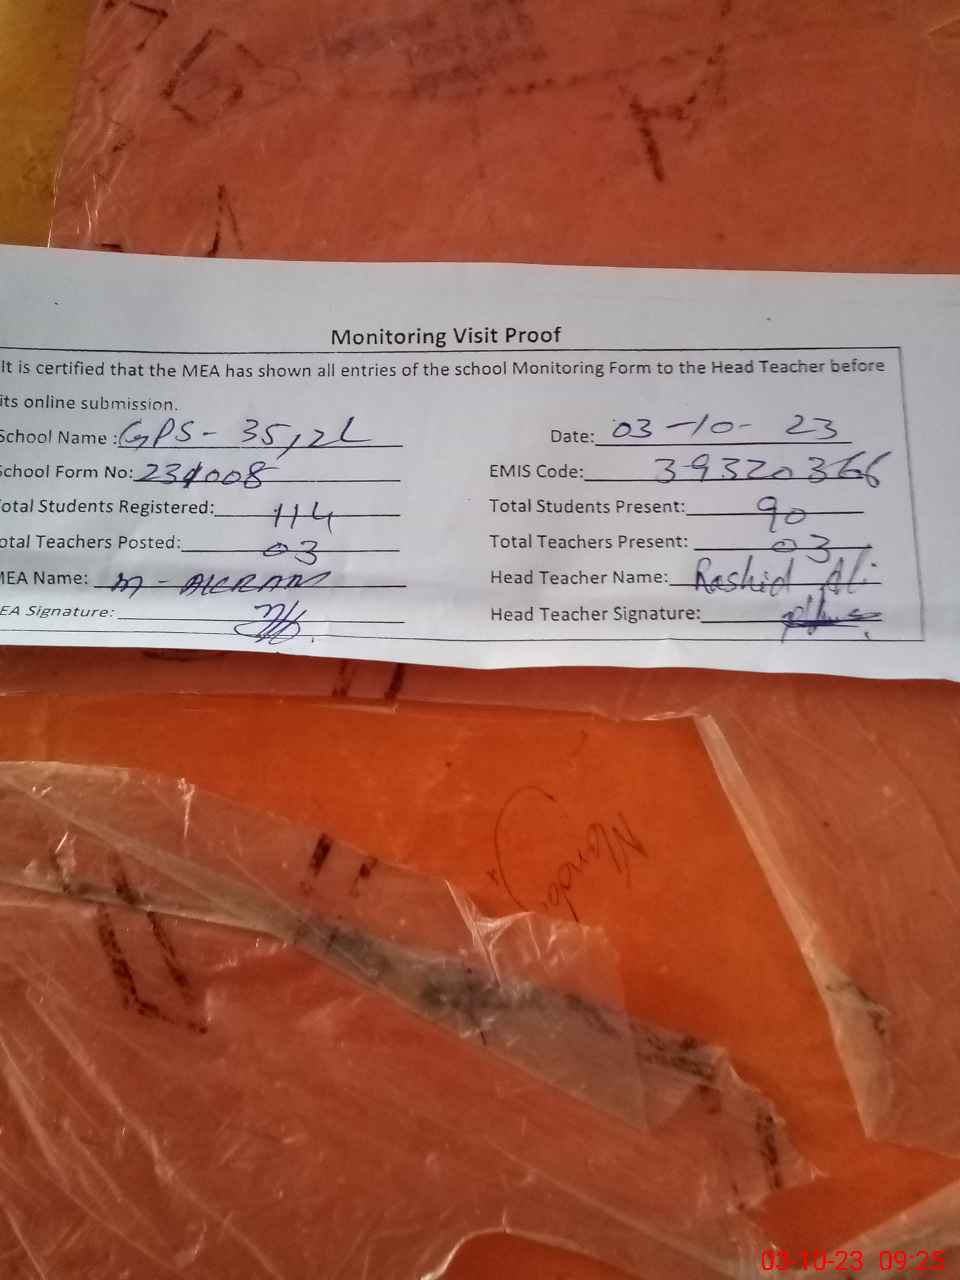 Monitoring Visit Proof
It is certified that the MEA has shown all entries of the school Monitoring Form to the Head Teacher before
its online submission.
School Name : GPS - 35/2L Date: 03-10-23
School Form No: 231008 EMIS Code: 39320366
Total Students Registered: 114 Total Students Present: 90
Total Teachers Posted: 03 Total Teachers Present: 03
MEA Name: M - AKRAM Head Teacher Name: Rashid Ali
EA Signature: Head Teacher Signature:
03-10-23 09:25